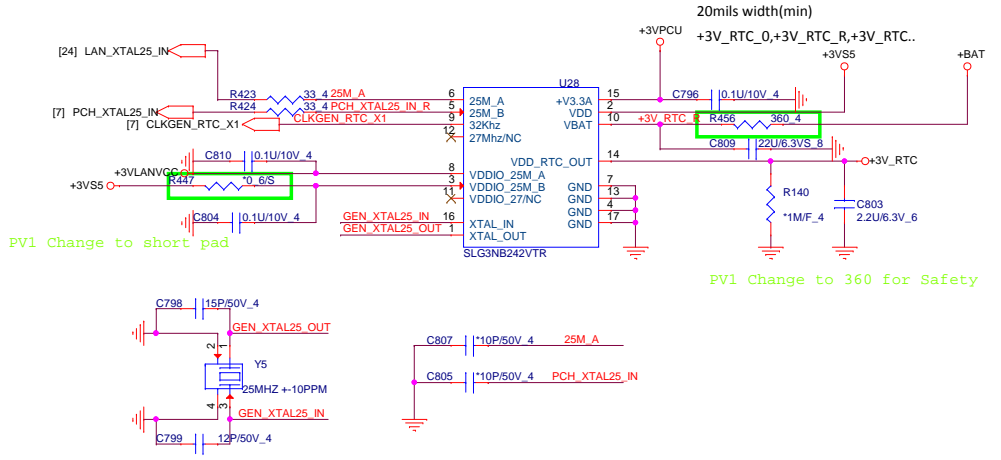 20mils width(min)
+3VPCU
+3V_RTC_0,+3V_RTC_R,+3V_RTC..
[24] LAN_XTAL25_IN
+3VS5
+BAT
U28
R423 33_4 25M_A 6 25M_A +V3.3A 15 C796 0.1U/10V_4
[7] PCH_XTAL25_IN R424 33_4 PCH_XTAL25_IN_R 5 25M_B VDD 2 R456 360_4
[7] CLKGEN_RTC_X1 CLKGEN_RTC_X1 9 32Khz VBAT 10 +3V_RTC_R
12 27Mhz/NC
C809 22U/6.3VS_8
C810 0.1U/10V_4
VDD_RTC_OUT 14 +3V_RTC
+3VLANVCC 8 VDDIO_25M_A
+3VS5 R447 *0_6/S 3 VDDIO_25M_B GND 7
11 VDDIO_27/NC GND 13
R140
GND 4
*1M/F_4
C803
2.2U/6.3V_6
C804 0.1U/10V_4 GEN_XTAL25_IN 16 XTAL_IN GND 17
GEN_XTAL25_OUT 1 XTAL_OUT
PV1 Change to short pad
SLG3NB242VTR
PV1 Change to 360 for Safety
C798 15P/50V_4
GEN_XTAL25_OUT
2 1
Y5
25MHZ +-10PPM
4 3
GEN_XTAL25_IN
C799 12P/50V_4
C807 *10P/50V_4 25M_A
C805 *10P/50V_4 PCH_XTAL25_IN